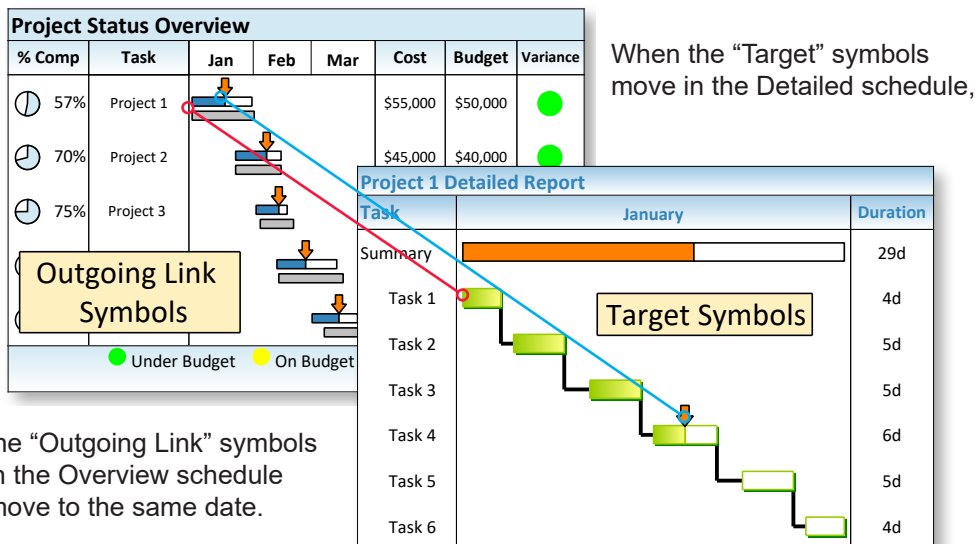 Project Status Overview
% Comp Task Jan Feb Mar Cost Budget Variance
57% Project 1 $55,000 $50,000
70% Project 2 $45,000 $40,000
75% Project 3
Outgoing Link
Symbols
Under Budget On Budget
When the “Target” symbols
move in the Detailed schedule,
Project 1 Detailed Report
Task January Duration
Summary 29d
Task 1 4d
Target Symbols
Task 2 5d
Task 3 5d
Task 4 6d
Task 5 5d
Task 6 4d
“Outgoing Link” symbols
the Overview schedule
to the same date.